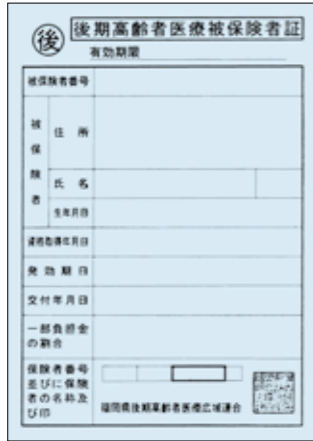 後
後期高齢者医療被保険者証
有効期限
被保険者番号
被保険者
住所
氏名
生年月日
資格取得年月日
発効期日
交付年月日
一部負担金
の割合
保険者番号
並びに保険
者の名称及
び印
福岡県後期高齢者医療広域連合